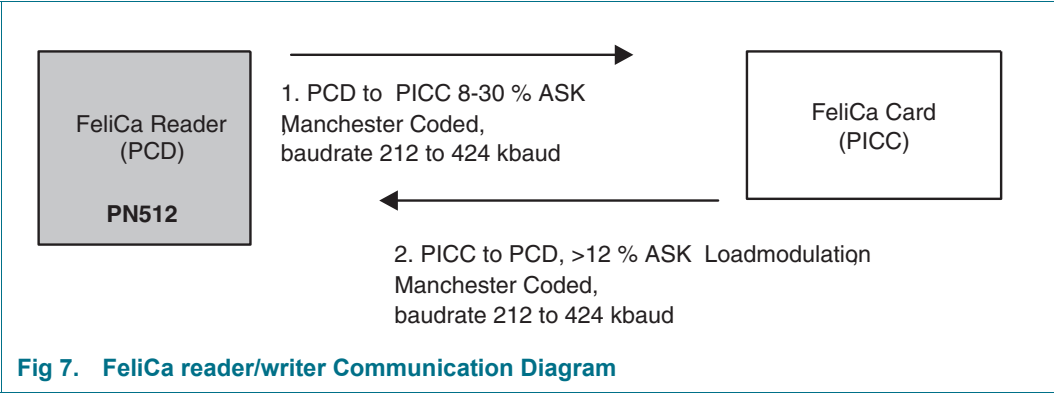 FeliCa Reader
(PCD)
PN512
1. PCD to PICC 8-30 % ASK
,Manchester Coded,
baudrate 212 to 424 kbaud
FeliCa Card
(PICC)
2. PICC to PCD, >12 % ASK Loadmodulation,
Manchester Coded,
baudrate 212 to 424 kbaud
Fig 7. FeliCa reader/writer Communication Diagram